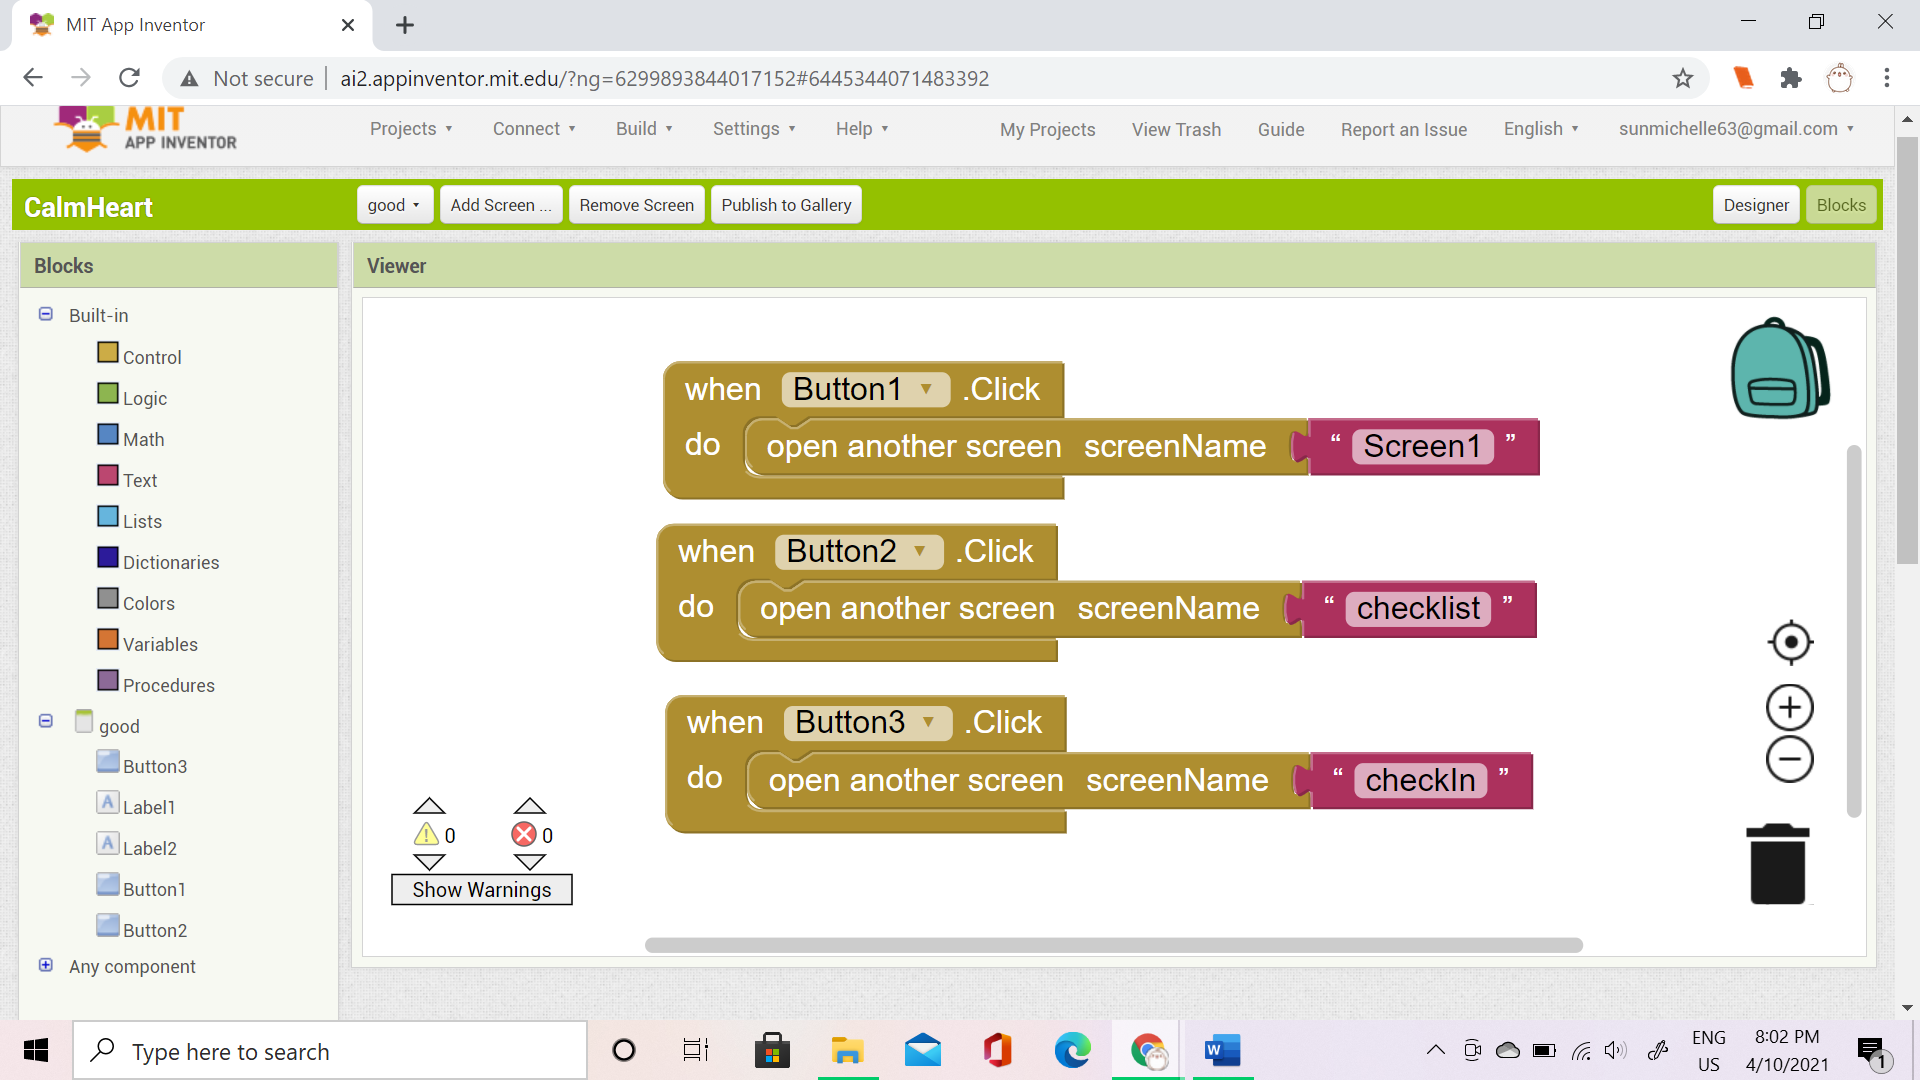 MIT App Inventor
Not secure
ai2.appinventor.mit.edu/?ng=6299893844017152#6445344071483392
MIT
APP INVENTOR
Projects
Connect
Build
Settings
Help
My Projects
View Trash
Guide
Report an Issue
English
sunmichelle63@gmail.com
CalmHeart
good
Add Screen ...
Remove Screen
Publish to Gallery
Designer
Blocks
Blocks
Viewer
Built-in
Control
Logic
Math
Text
Lists
Dictionaries
Colors
Variables
Procedures
good
Button3
Label1
Label2
Button1
Button2
Any component
when Button1 .Click
do open another screen screenName “ Screen1 ”
when Button2 .Click
do open another screen screenName “ checklist ”
when Button3 .Click
do open another screen screenName “ checkIn ”
0 0
Show Warnings
Type here to search
W
ENG
US
8:02 PM
4/10/2021
1